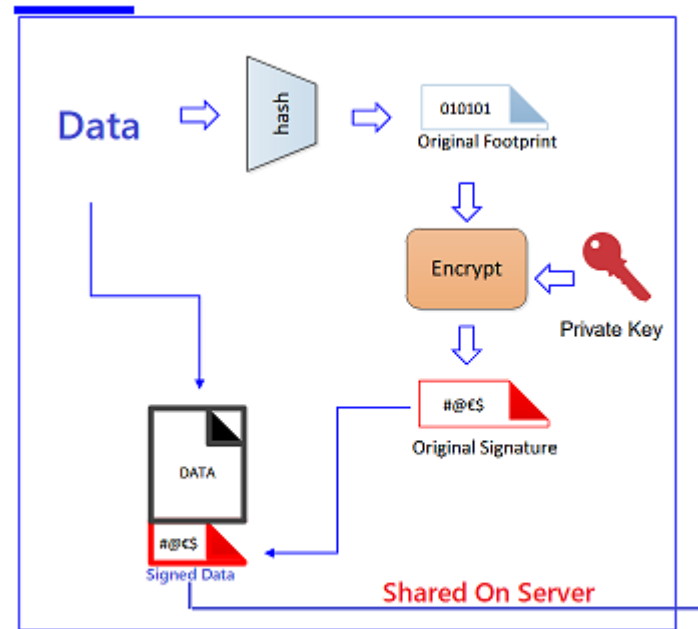 Data
hash
010101
Original Footprint
Encrypt
Private Key
#@€$
Original Signature
DATA
#@€$
Signed Data
Shared On Server